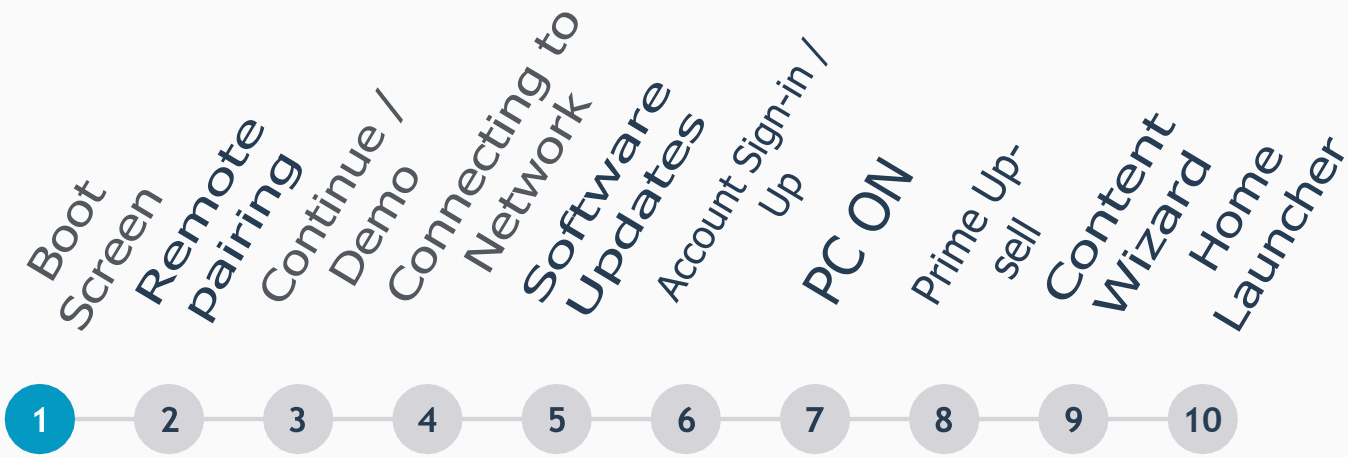 Boot
Screen
Remote
pairing
Continue /
Demo
Connecting to
Network
Software
Updates
Account Sign-in /
Up
PC ON
Prime Up-
sell
Content
Wizard
Home
Launcher
1
2
3
4
5
6
7
8
9
10